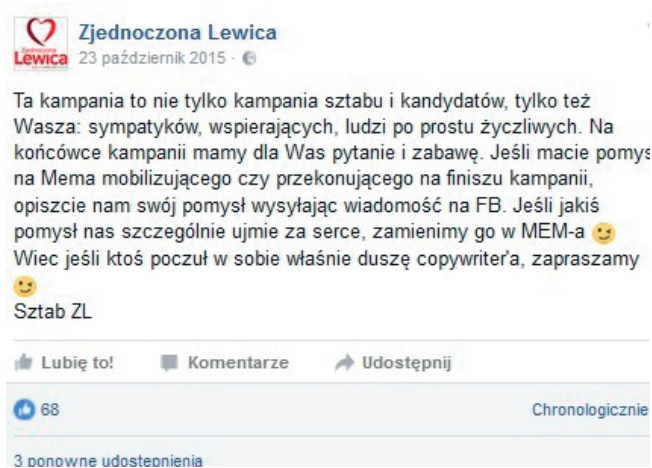 Zjednoczona
Lewica
Zjednoczona Lewica
23 październik 2015 ·
Ta kampania to nie tylko kampania sztabu i kandydatów, tylko też
Wasza: sympatyków, wspierających, ludzi po prostu życzliwych. Na
końcówce kampanii mamy dla Was pytanie i zabawę. Jeśli macie pomys
na Mema mobilizującego czy przekonującego na finiszu kampanii,
opiszcie nam swój pomysł wysyłając wiadomość na FB. Jeśli jakiś
pomysł nas szczególnie ujmie za serce, zamienimy go w MEM-a 😉
Wiec jeśli ktoś poczuł w sobie właśnie duszę copywriter'a, zapraszamy
😉
Sztab ZL
Lubię to! Komentarze Udostępnij
68 Chronologicznie
3 ponowne udostępnienia